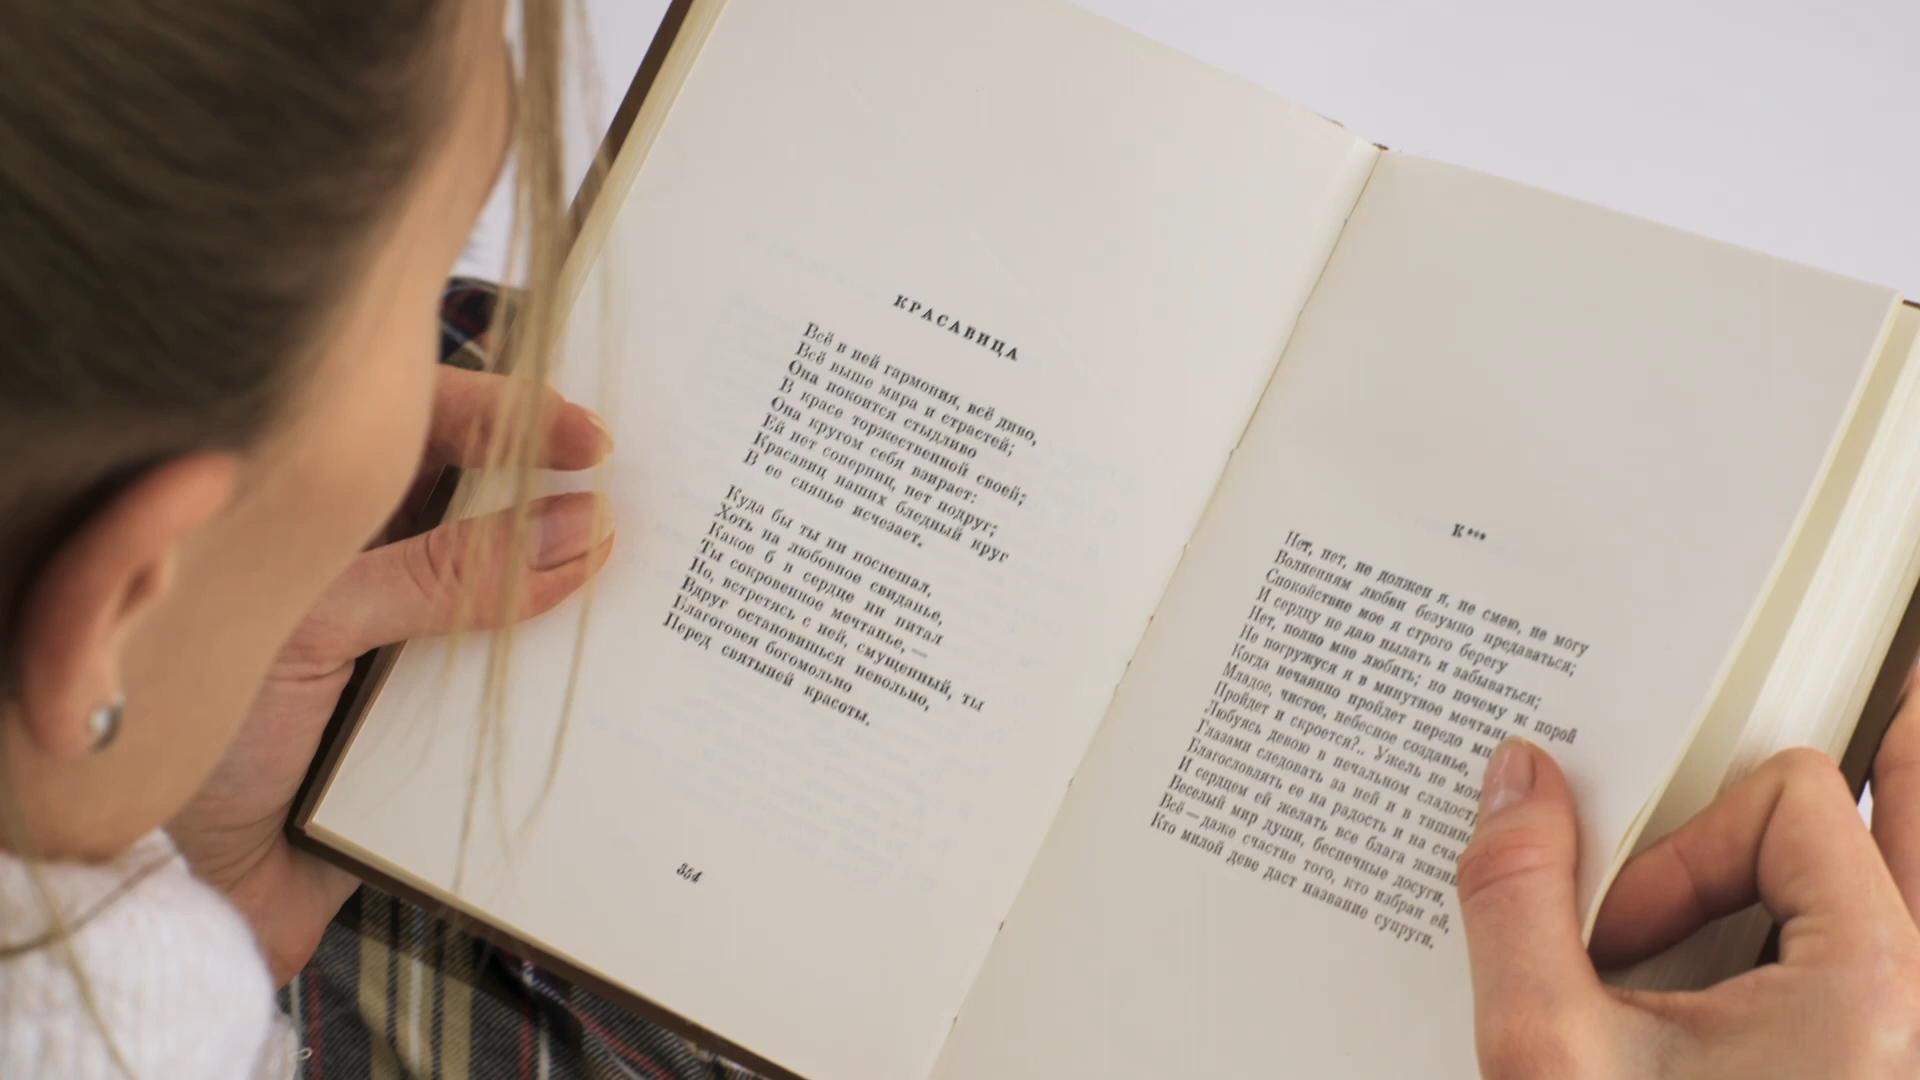 КРАСАВИЦА
Всё в ней гармония, всё диво,
Всё выше мира и страстей;
Она покоится стыдливо
В красе торжественной своей;
Она кругом себя взирает:
Ей нет соперниц, нет подруг;
Красавиц наших бледный круг
В ее сиянье исчезает.
Куда бы ты ни поспешал,
Хоть на любовное свиданье,
Какое б в сердце ни питал
Ты сокровенное мечтанье, —
Но, встретясь с ней, смущенный, ты
Вдруг остановишься невольно,
Благоговея богомольно
Перед святыней красоты.
354
К***
Нет, нет, не должен я, не смею, не могу
Волнениям любви безумно предаваться;
Спокойствие мое я строго берегу
И сердцу не даю пылать и забываться;
Нет, полно мне любить; но почему ж порой
Не погружуся я в минутное
Когда нечаянно пройдет передо
Младое, чистое, небесное созданье,
Пройдет и скроется?.. Ужель не
Любуясь девою в печальном
Глазами следовать за ней и в
Благословлять ее на радость и на
И сердцем ей желать все блага
Веселый мир души, беспечные досуги,
Всё — даже счастие того, кто избран ей,
Кто милой деве даст название супруги.